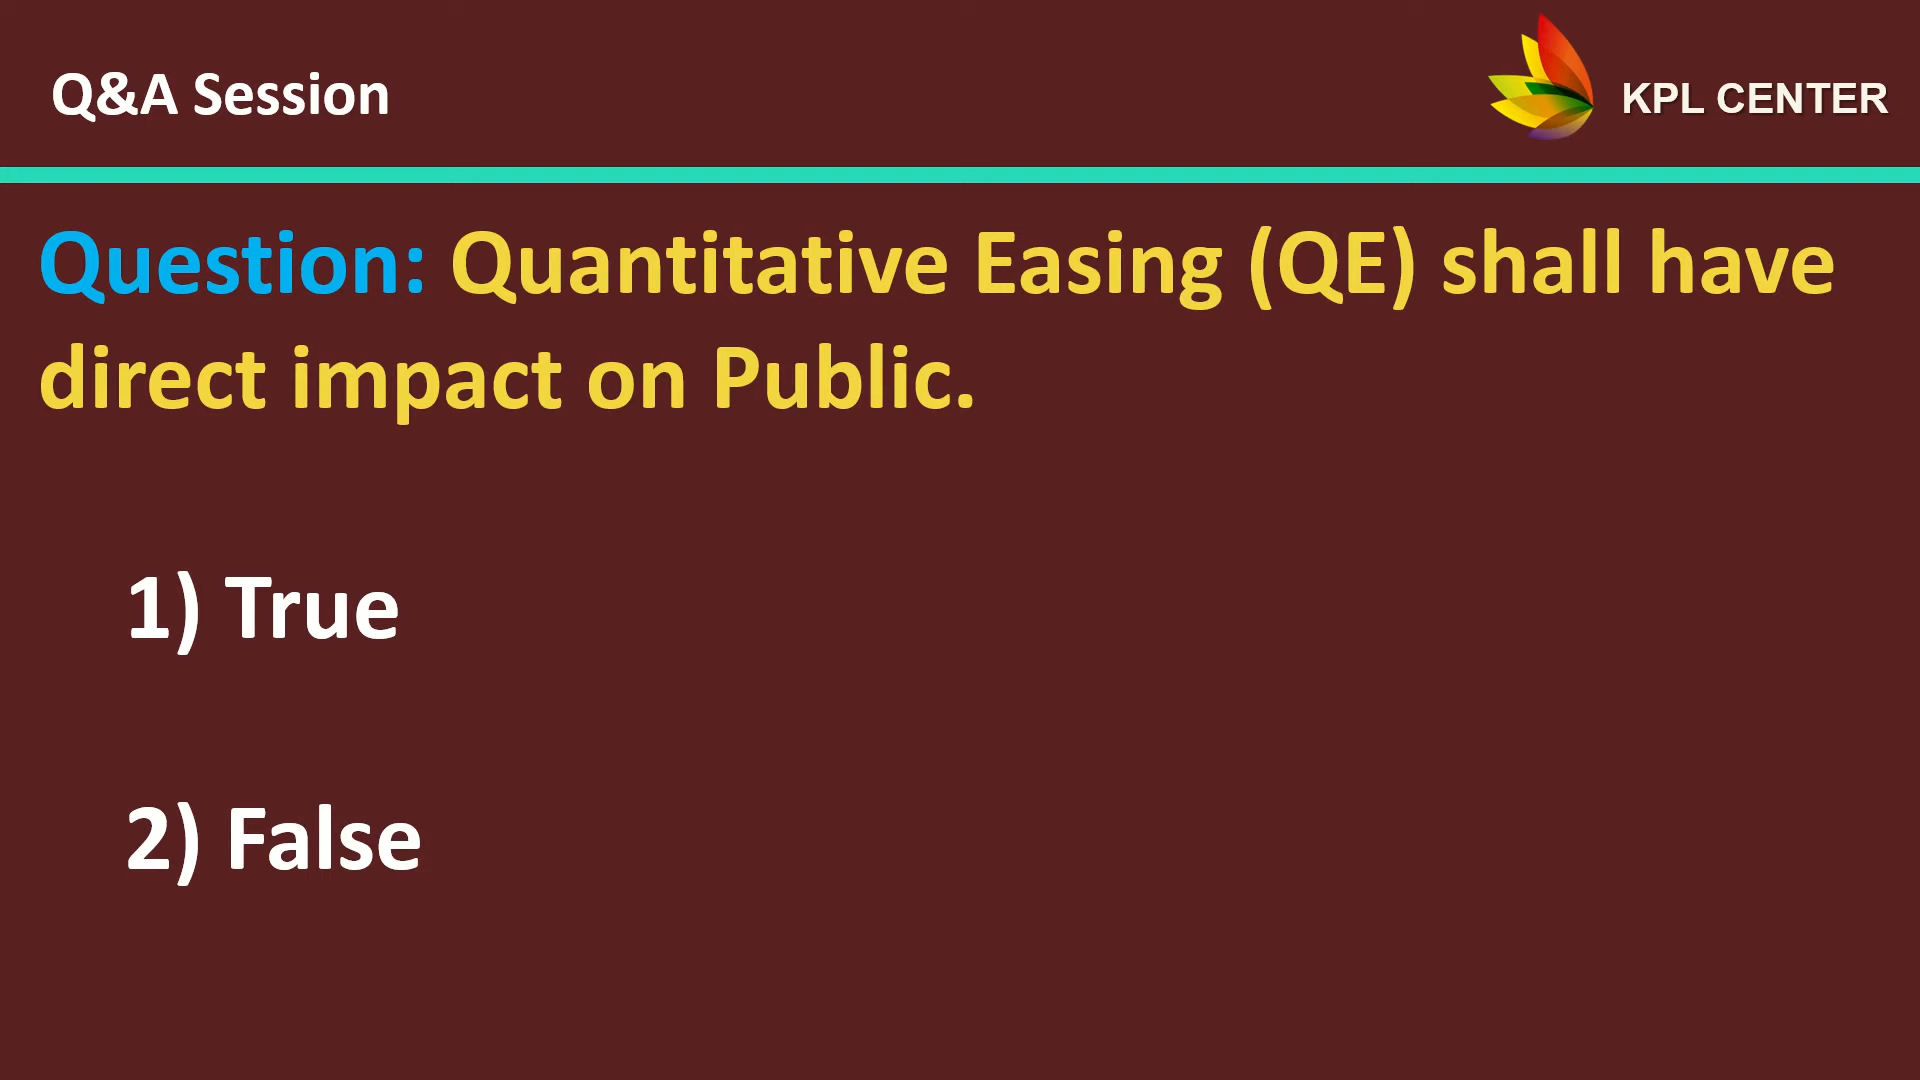 Q&A Session
KPL CENTER
Question: Quantitative Easing (QE) shall have
direct impact on Public.
1) True
2) False